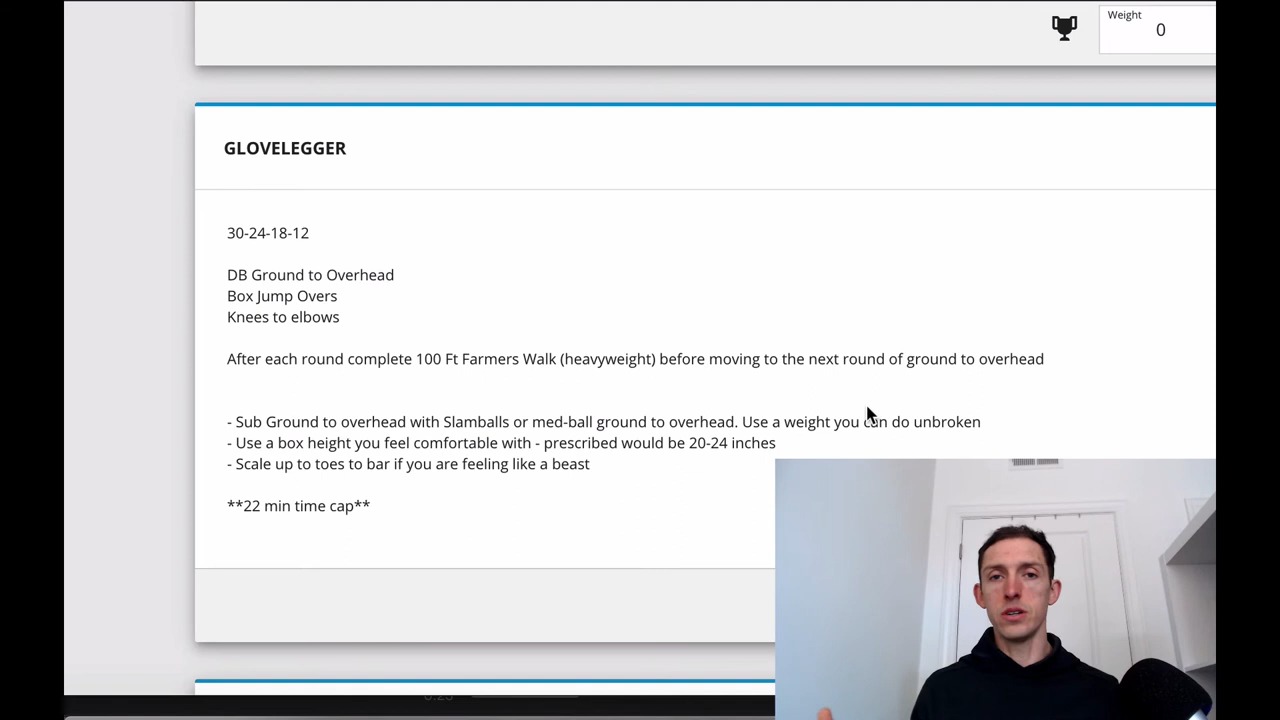 Weight
0
GLOVELEGGER
30-24-18-12
DB Ground to Overhead
Box Jump Overs
Knees to elbows
After each round complete 100 Ft Farmers Walk (heavyweight) before moving to the next round of ground to overhead
- Sub Ground to overhead with Slamballs or med-ball ground to overhead. Use a weight you can do unbroken
- Use a box height you feel comfortable with - prescribed would be 20-24 inches
- Scale up to toes to bar if you are feeling like a beast
**22 min time cap**